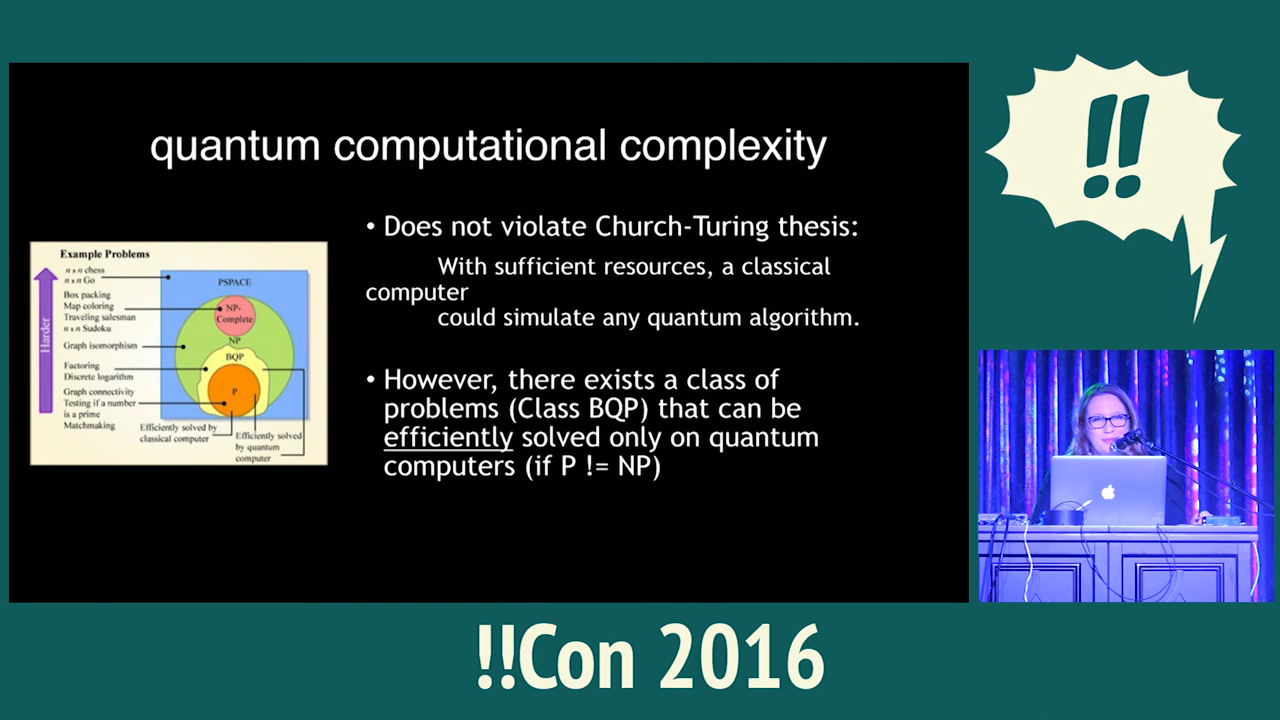 !!
quantum computational complexity
• Does not violate Church-Turing thesis:
With sufficient resources, a classical
computer
could simulate any quantum algorithm.
• However, there exists a class of
problems (Class BQP) that can be
efficiently solved only on quantum
computers (if P != NP)
Example Problems
n x n chess
n x n Go
Box packing
Map coloring
Traveling salesman
n x n Sudoku
Graph isomorphism
Factoring
Discrete logarithm
Graph connectivity
Testing if a number
is a prime
Matchmaking
Harder
PSPACE
NP-
Complete
NP
BQP
P
Efficiently solved by
classical computer
Efficiently solved
by quantum
computer
!!Con 2016